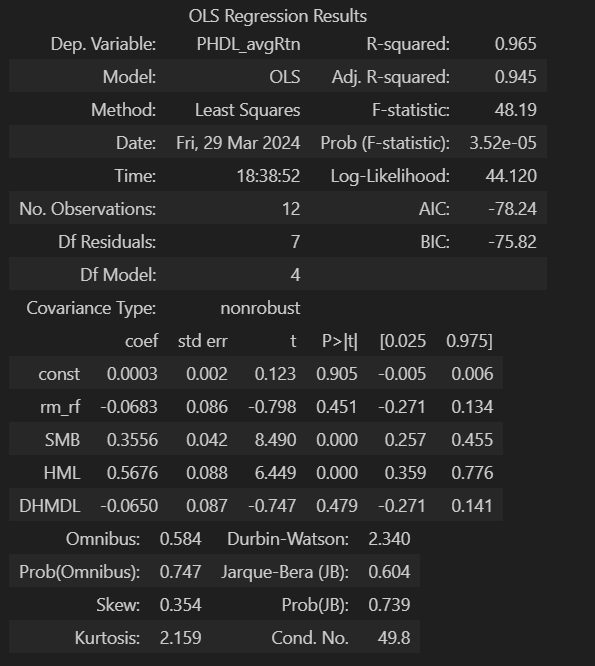 OLS Regression Results
Dep. Variable: PHDL_avgRtn R-squared: 0.965
Model: OLS Adj. R-squared: 0.945
Method: Least Squares F-statistic: 48.19
Date: Fri, 29 Mar 2024 Prob (F-statistic): 3.52e-05
Time: 18:38:52 Log-Likelihood: 44.120
No. Observations: 12 AIC: -78.24
Df Residuals: 7 BIC: -75.82
Df Model: 4
Covariance Type: nonrobust
coef std err t P>|t| [0.025 0.975]
const 0.0003 0.002 0.123 0.905 -0.005 0.006
rm_rf -0.0683 0.086 -0.798 0.451 -0.271 0.134
SMB 0.3556 0.042 8.490 0.000 0.257 0.455
HML 0.5676 0.088 6.449 0.000 0.359 0.776
DHMDL -0.0650 0.087 -0.747 0.479 -0.271 0.141
Omnibus: 0.584 Durbin-Watson: 2.340
Prob(Omnibus): 0.747 Jarque-Bera (JB): 0.604
Skew: 0.354 Prob(JB): 0.739
Kurtosis: 2.159 Cond. No. 49.8